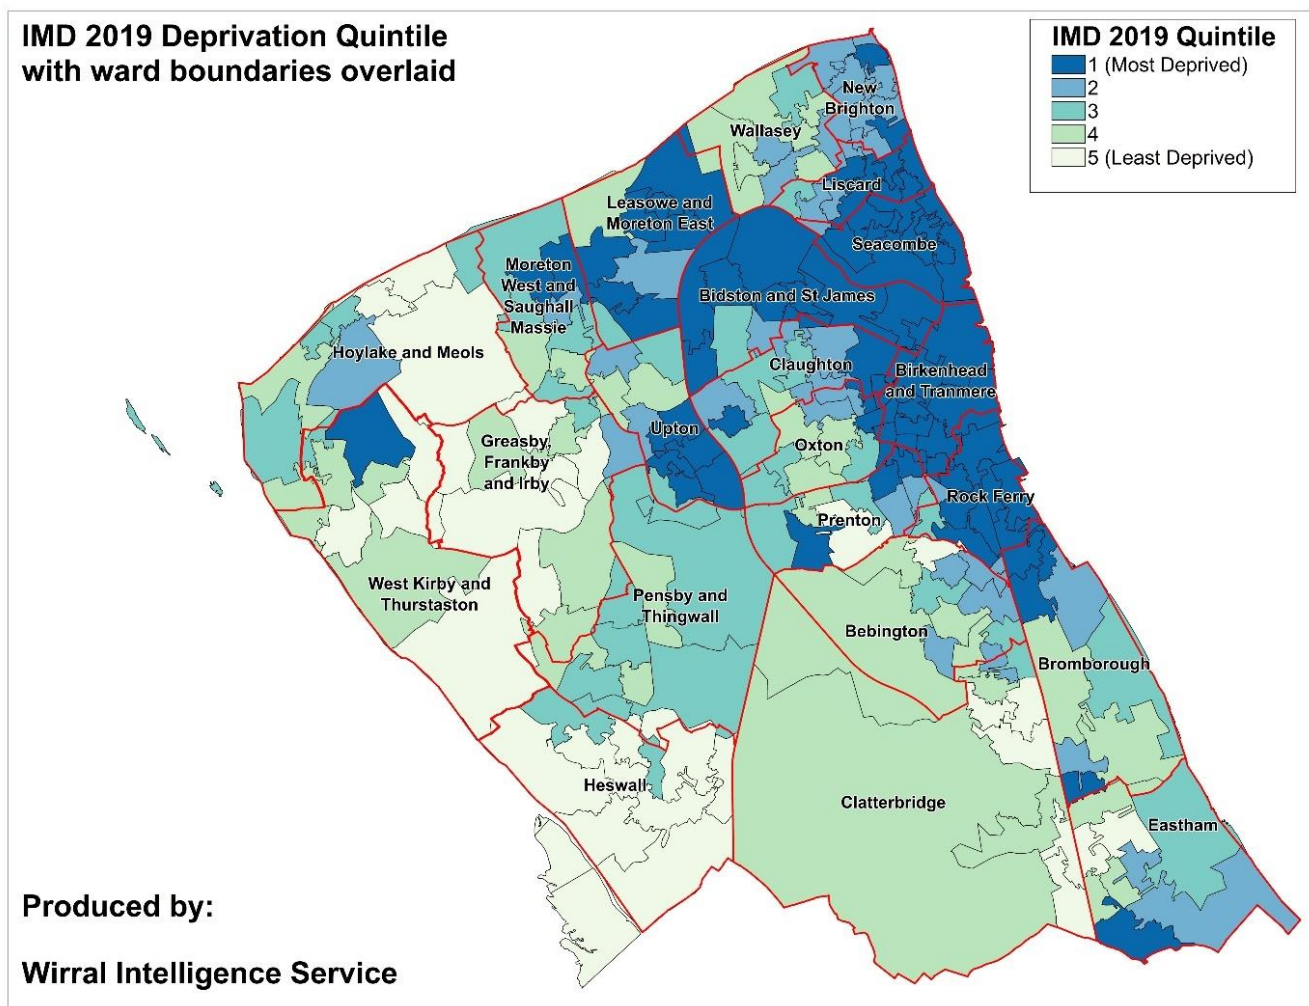 IMD 2019 Deprivation Quintile
with ward boundaries overlaid
IMD 2019 Quintile
1 (Most Deprived)
2
3
4
5 (Least Deprived)
New
Brighton
Wallasey
Liscard
Leasowe and
Moreton East
Seacombe
Moreton
West and
Saughall
Massie
Bidston and St James
Hoylake and Meols
Claughton
Birkenhead
and Tranmere
Upton
Greasby,
Frankby
and Irby
Oxton
Rock Ferry
Prenton
West Kirby and
Thurstaston
Pensby and
Thingwall
Bebington
Bromborough
Heswall
Clatterbridge
Eastham
Produced by:
Wirral Intelligence Service